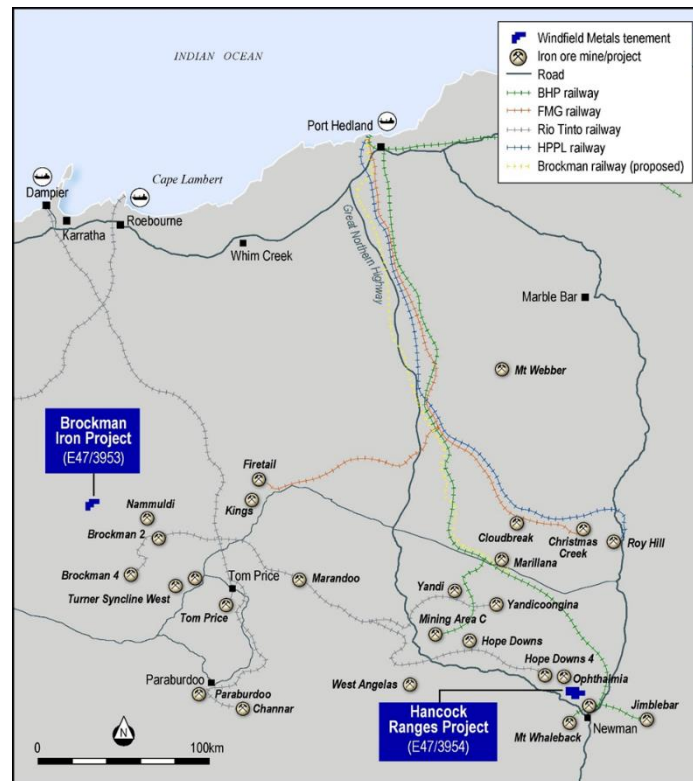 INDIAN OCEAN
Windfield Metals tenement
Iron ore mine/project
Road
BHP railway
FMG railway
Rio Tinto railway
HPPL railway
Brockman railway (proposed)
Port Hedland
Cape Lambert
Dampier
Karratha
Roebourne
Whim Creek
Great Northern Highway
Marble Bar
Mt Webber
Brockman
Iron Project
(E47/3953)
Firetail
Kings
Nammuldi
Brockman 2
Cloudbreak
Christmas
Creek
Roy Hill
Marillana
Brockman 4
Turner Syncline West
Tom Price
Tom Price
Marandoo
Yandi
Yandicoogina
Mining Area C
Hope Downs
Hope Downs 4
Ophthalmia
West Angelas
Paraburdoo
Paraburdoo
Channar
Hancock
Ranges Project
(E47/3954)
Jimblebar
Newman
Mt Whaleback
N
0
100km